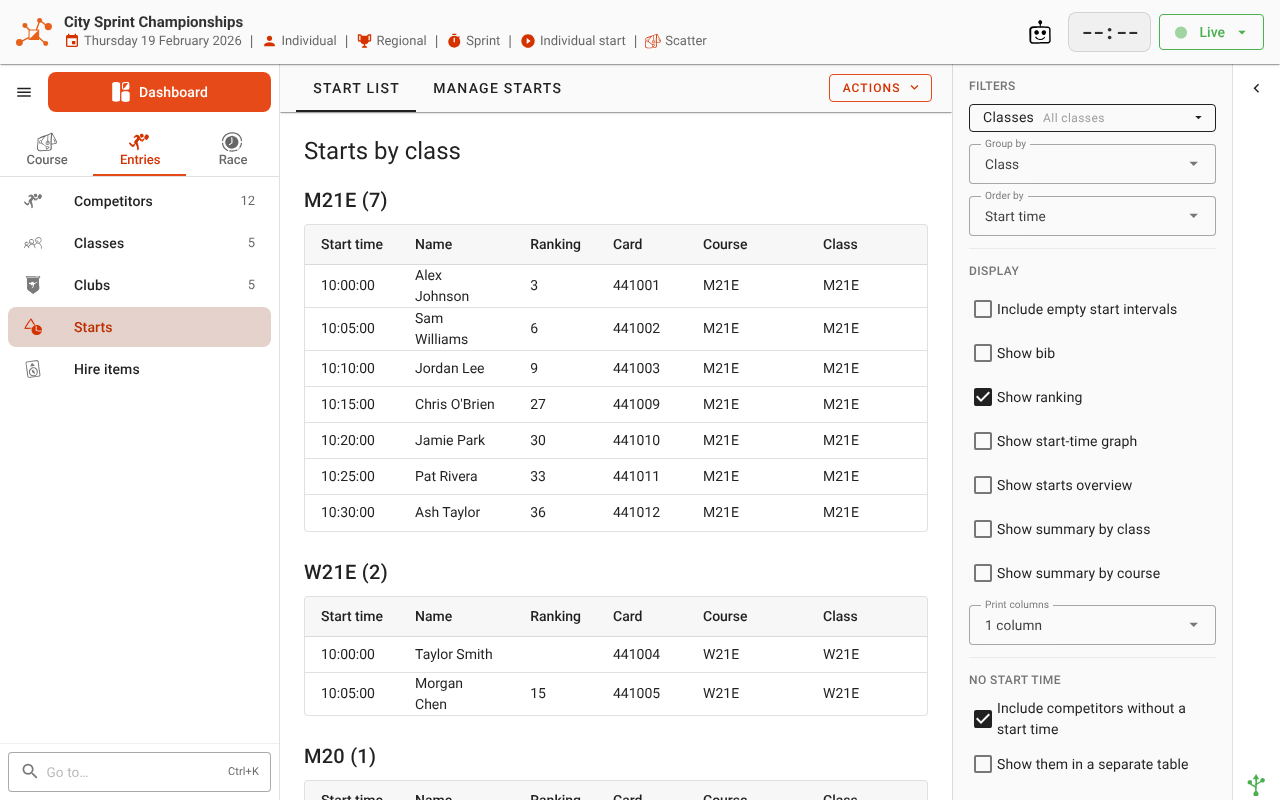 City Sprint Championships
Thursday 19 February 2026 | Individual | Regional | Sprint | Individual start | Scatter
--:--
Live
Dashboard
Course
Entries
Race
Competitors 12
Classes 5
Clubs 5
Starts
Hire items
Go to...
Ctrl+K
START LIST
MANAGE STARTS
ACTIONS
Starts by class
M21E (7)
Start time Name Ranking Card Course Class
10:00:00 Alex Johnson 3 441001 M21E M21E
10:05:00 Sam Williams 6 441002 M21E M21E
10:10:00 Jordan Lee 9 441003 M21E M21E
10:15:00 Chris O'Brien 27 441009 M21E M21E
10:20:00 Jamie Park 30 441010 M21E M21E
10:25:00 Pat Rivera 33 441011 M21E M21E
10:30:00 Ash Taylor 36 441012 M21E M21E
W21E (2)
Start time Name Ranking Card Course Class
10:00:00 Taylor Smith 441004 W21E W21E
10:05:00 Morgan Chen 15 441005 W21E W21E
M20 (1)
Start time Name Ranking Card Course Class
FILTERS
Classes All classes
Group by
Class
Order by
Start time
DISPLAY
Include empty start intervals
Show bib
Show ranking
Show start-time graph
Show starts overview
Show summary by class
Show summary by course
Print columns
1 column
NO START TIME
Include competitors without a
start time
Show them in a separate table